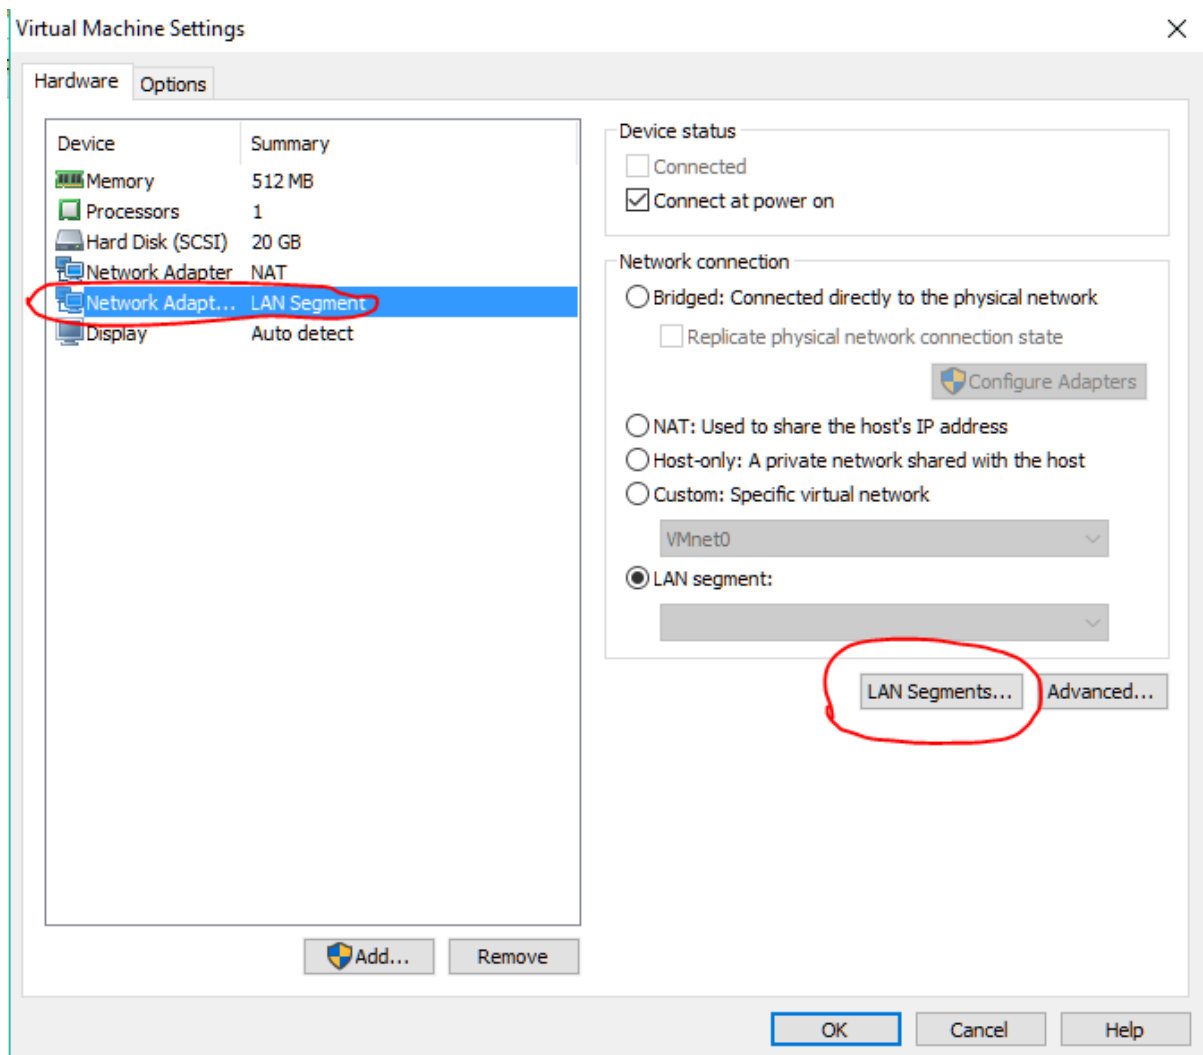 Virtual Machine Settings
Hardware
Options
Device Summary
Memory 512 MB
Processors 1
Hard Disk (SCSI) 20 GB
Network Adapter NAT
Network Adapt... LAN Segment
Display Auto detect
Add...
Remove
Device status
Connected
Connect at power on
Network connection
Bridged: Connected directly to the physical network
Replicate physical network connection state
Configure Adapters
NAT: Used to share the host's IP address
Host-only: A private network shared with the host
Custom: Specific virtual network
VMnet0
LAN segment:
LAN Segments...
Advanced...
OK
Cancel
Help